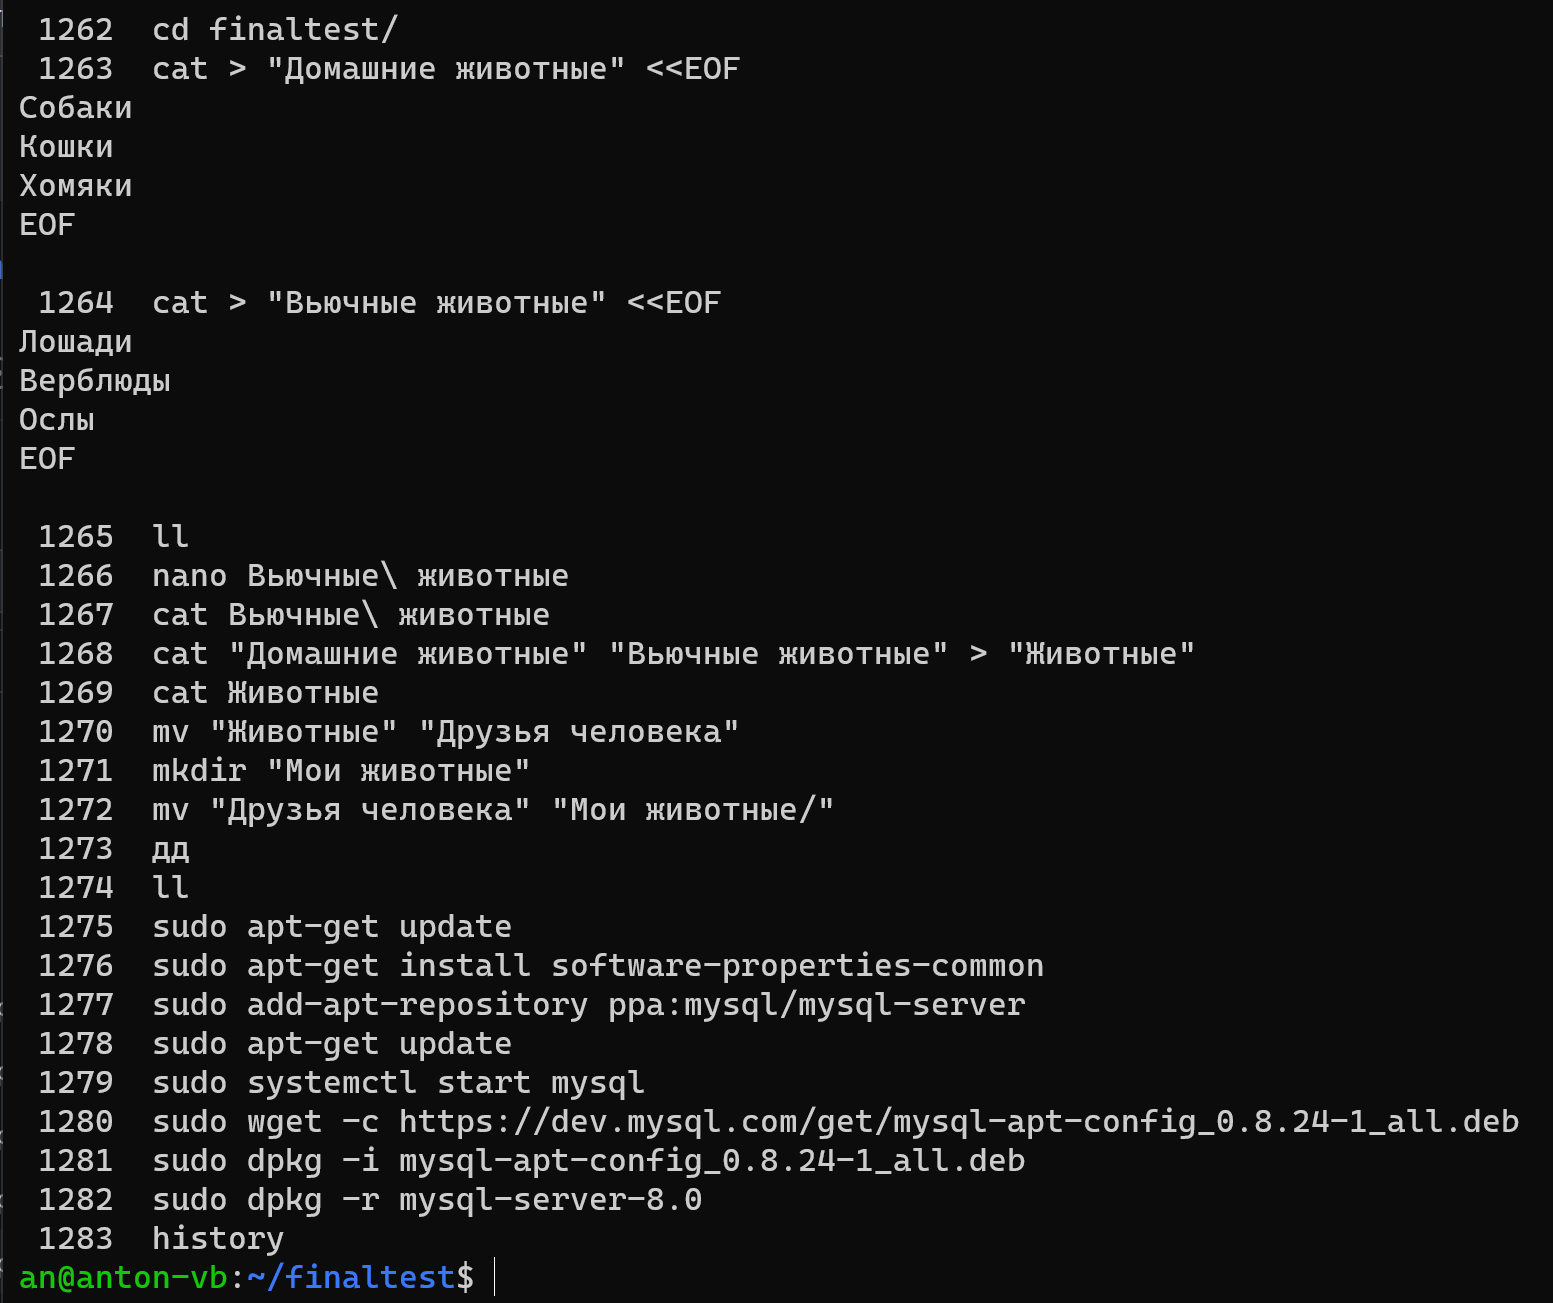 1262  cd finaltest/
1263  cat > "Домашние животные" <<EOF
Собаки
Кошки
Хомяки
EOF
1264  cat > "Вьючные животные" <<EOF
Лошади
Верблюды
Ослы
EOF
1265  ll
1266  nano Вьючные\ животные
1267  cat Вьючные\ животные
1268  cat "Домашние животные" "Вьючные животные" > "Животные"
1269  cat Животные
1270  mv "Животные" "Друзья человека"
1271  mkdir "Мои животные"
1272  mv "Друзья человека" "Мои животные/"
1273  дд
1274  ll
1275  sudo apt-get update
1276  sudo apt-get install software-properties-common
1277  sudo add-apt-repository ppa:mysql/mysql-server
1278  sudo apt-get update
1279  sudo systemctl start mysql
1280  sudo wget -c https://dev.mysql.com/get/mysql-apt-config_0.8.24-1_all.deb
1281  sudo dpkg -i mysql-apt-config_0.8.24-1_all.deb
1282  sudo dpkg -r mysql-server-8.0
1283  history
an@anton-vb:~/finaltest$